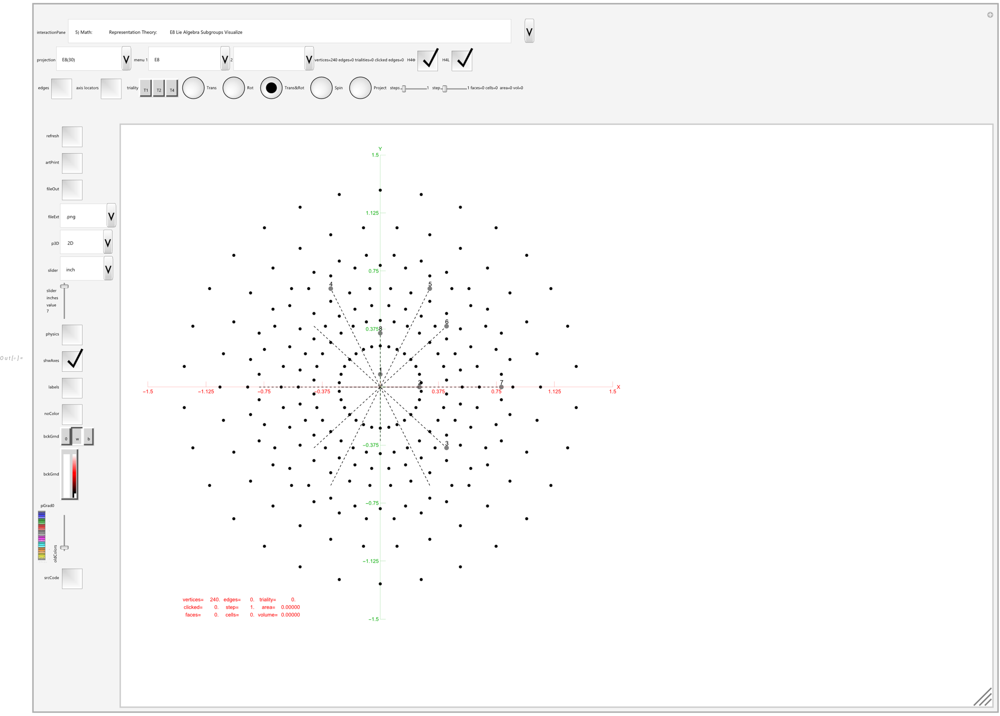 interactionPane 5) Math: Representation Theory: E8 Lie Algebra Subgroups Visualize V
projection E8(30) V menu 1 E8 V 2 V vertices=240 edges=0 trialities=0 clicked edges=0 H4Φ H4L
edges axis locators triality T1 T2 T4 Trans Rot Trans&Rot Spin Project steps 1 step 1 faces=0 cells=0 area=0 vol=0
refresh
artPrint
fileOut
fileExt .png V
p3D 2D V
slider inch V
slider
inches
value
7
physics
shwAxes
Out[]=
labels
noColor
bckGrnd 0 w b
bckGrnd
pGrad0
oldColors
srcCode
Y
1.5
1.125
0.75
4 5
6
0.375 8
1
2 7
−1.5 −1.125 −0.75 −0.375 0.375 0.75 1.125 1.5 X
−0.375 3
−0.75
−1.125
−1.5
vertices= 240. edges= 0. triality= 0.
clicked= 0. step= 1. area= 0.00000
faces= 0. cells= 0. volume= 0.00000